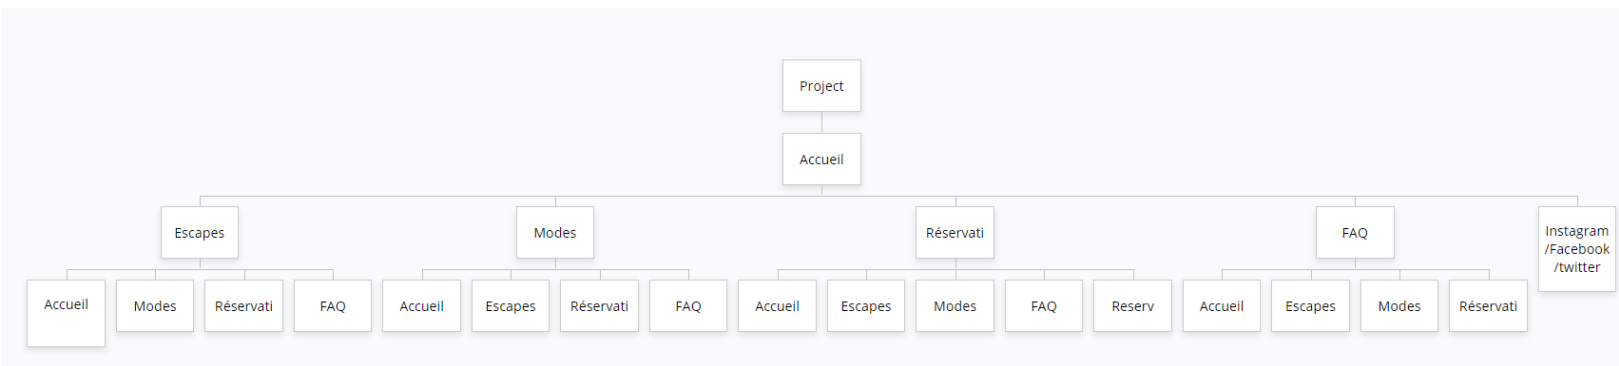 Project
Accueil
Escapes
Modes
Réservati
FAQ
Instagram
/Facebook
/twitter
Accueil
Modes
Réservati
FAQ
Accueil
Escapes
Réservati
FAQ
Accueil
Escapes
Modes
FAQ
Reserv
Accueil
Escapes
Modes
Réservati